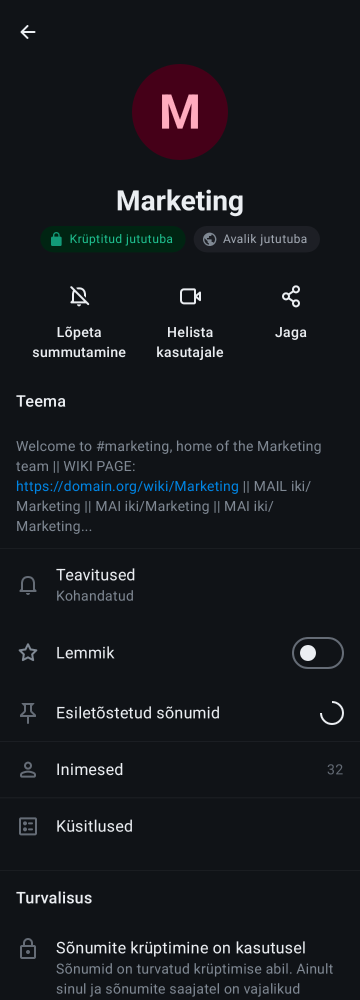 M
Marketing
Krüptitud jututuba
Avalik jututuba
Lõpeta
summutamine
Helista
kasutajale
Jaga
Teema
Welcome to #marketing, home of the Marketing
team || WIKI PAGE:
https://domain.org/wiki/Marketing || MAIL iki/
Marketing || MAI iki/Marketing || MAI iki/
Marketing...
Teavitused
Kohandatud
Lemmik
Esiletõstetud sõnumid
Inimesed 32
Küsitlused
Turvalisus
Sõnumite krüptimine on kasutusel
Sõnumid on turvatud krüptimise abil. Ainult
sinul ja sõnumite saajatel on vajalikud